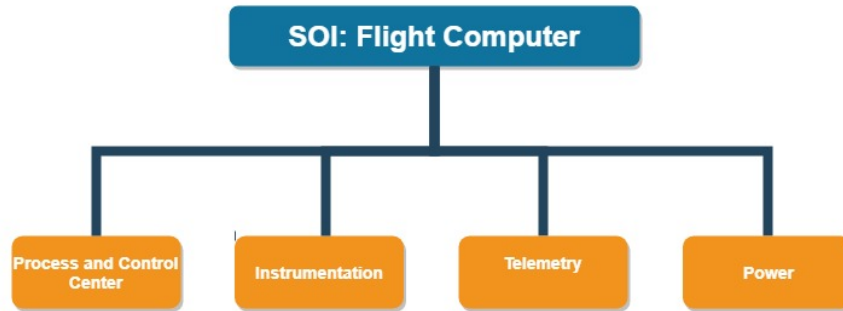 SOI: Flight Computer
Process and Control
Center
Instrumentation
Telemetry
Power